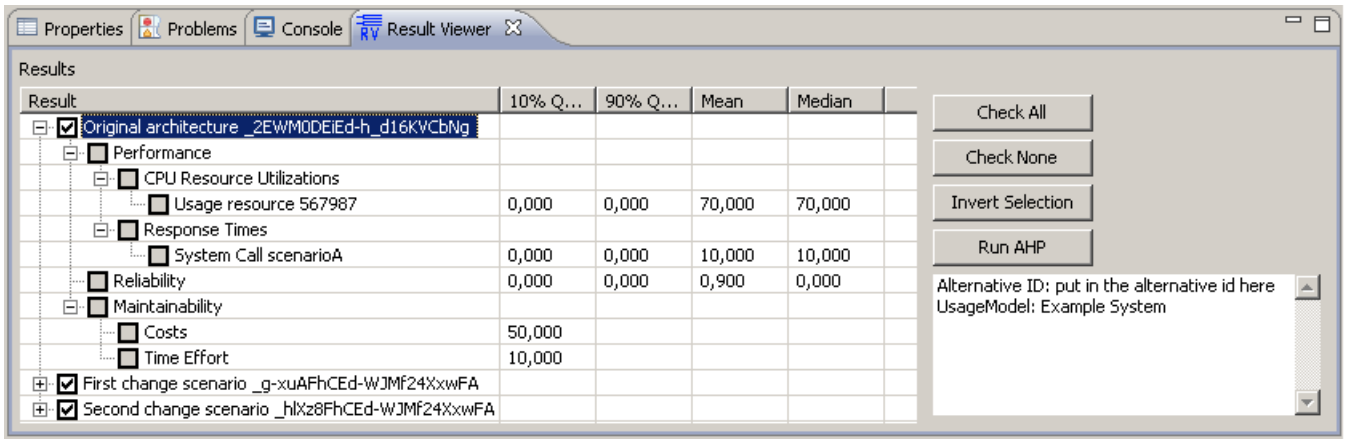 Properties Problems Console RV Result Viewer
Results
Result 10% Q... 90% Q... Mean Median
Original architecture _2EWM0DEiEd-h_d16KVCbNg
Performance
CPU Resource Utilizations
Usage resource 567987 0,000 0,000 70,000 70,000
Response Times
System Call scenarioA 0,000 0,000 10,000 10,000
Reliability 0,000 0,000 0,900 0,000
Maintainability
Costs 50,000
Time Effort 10,000
First change scenario _g-xuAFhCEd-WJMf24XxwFA
Second change scenario _hlXz8FhCEd-WJMf24XxwFA
Check All
Check None
Invert Selection
Run AHP
Alternative ID: put in the alternative id here
UsageModel: Example System